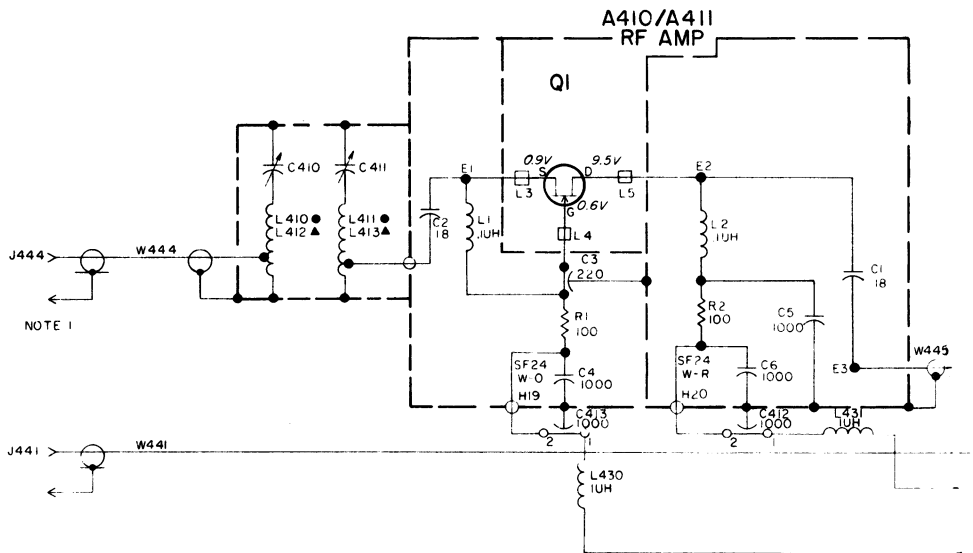 A410/A411
RF AMP
Q1
C410
C411
L410●
L412▲
L411●
L413▲
J444
W444
NOTE 1
C2
18
E1
L1
.1UH
0.9V
S
L3
9.5V
D
L5
0.6V
G
L4
C3
220
R1
100
SF24
W-O
H19
C4
1000
C413
1000
2
1
E2
L2
.1UH
R2
100
SF24
W-R
H20
C6
1000
C5
1000
C412
1000
2
1
L431
1UH
C1
18
E3
W445
J441
W441
L430
1UH